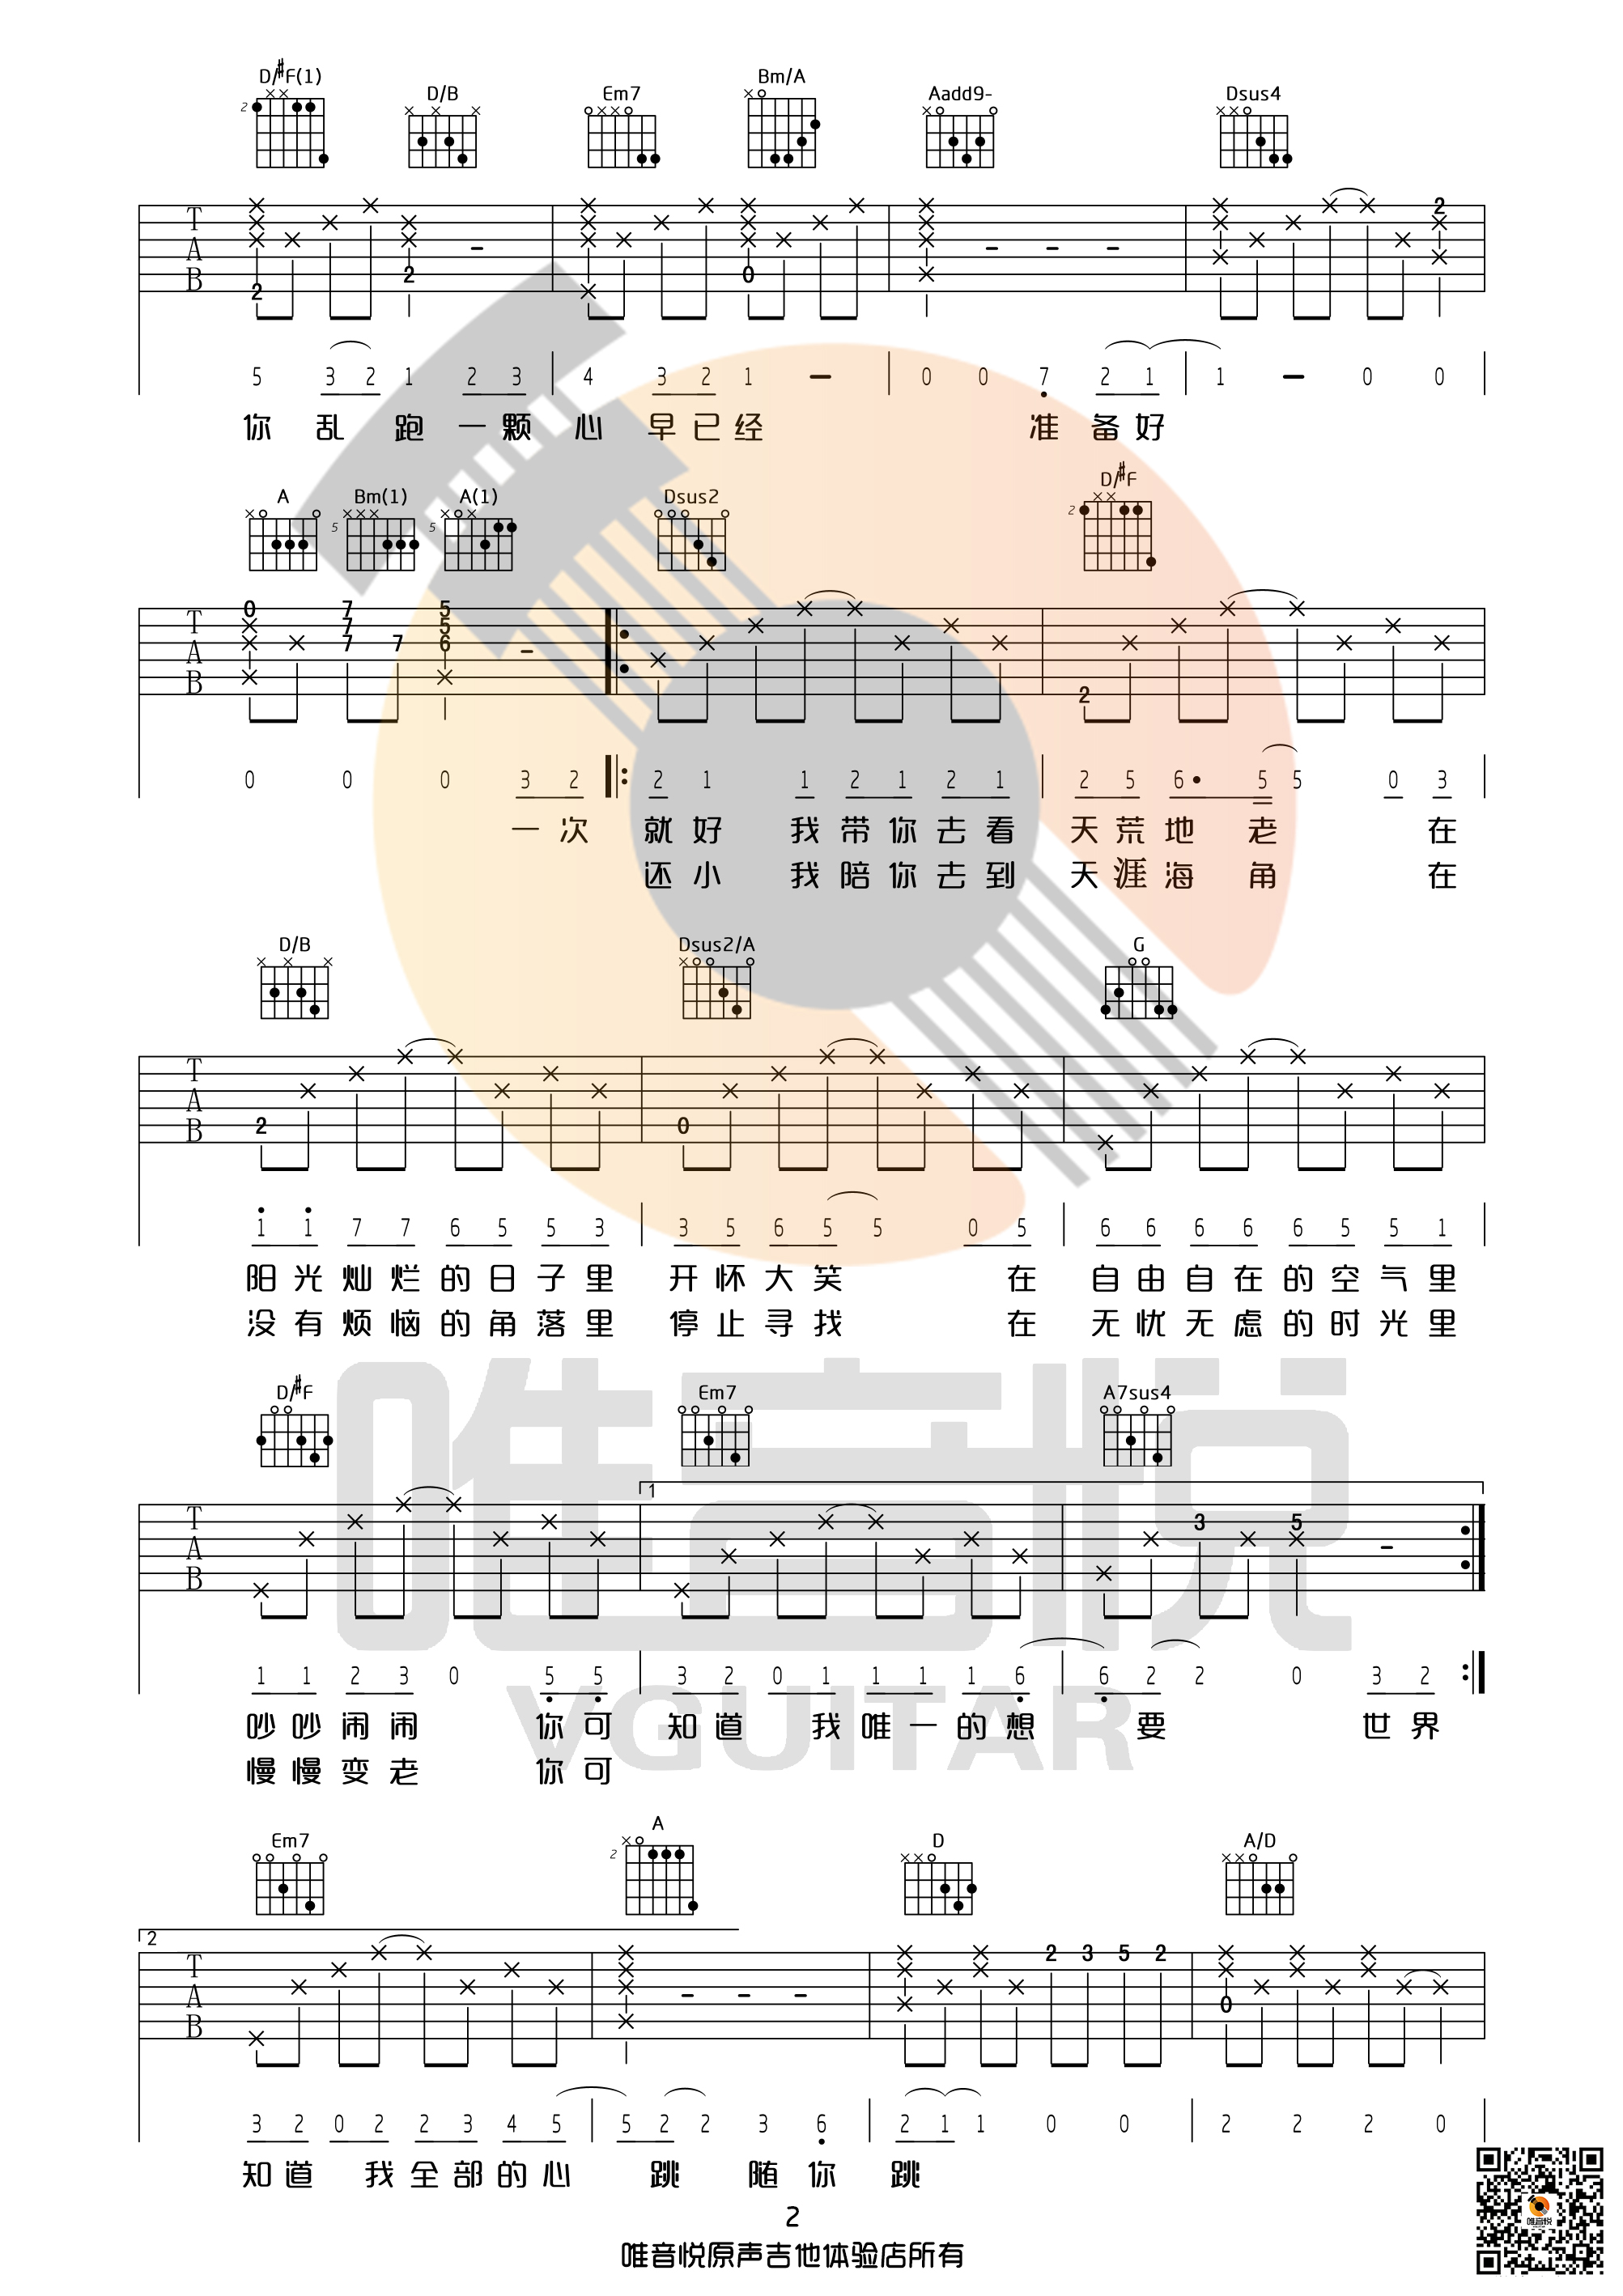 D/#F(1) D/B Em7 Bm/A Aadd9- Dsus4
2
T A B
2 2 0 2
5 3 2 1 2 3 4 3 2 1 – 0 0 7 2 1 1 – 0 0
你 乱 跑 一 颗 心 早 已 经 准 备 好
A Bm(1) A(1) Dsus2 D/#F
5 5 2
T A B
0 7 7 7 7 5 5 6 2
0 0 0 3 2 2 1 1 2 1 2 1 2 5 6· 5 5 0 3
一 次 就 好 我 带 你 去 看 天 荒 地 老 在
还 小 我 陪 你 去 到 天 涯 海 角 在
D/B Dsus2/A G
T A B
2 0
1 1 7 7 6 5 5 3 3 5 6 5 5 0 5 6 6 6 6 6 5 5 1
阳 光 灿 烂 的 日 子 里 开 怀 大 笑 在 自 由 自 在 的 空 气 里
没 有 烦 恼 的 角 落 里 停 止 寻 找 在 无 忧 无 虑 的 时 光 里
D/#F Em7 A7sus4
1
T A B
3 5
1 1 2 3 0 5 5 3 2 0 1 1 1 1 6 6 2 2 0 3 2
吵 吵 闹 闹 你 可 知 道 我 唯 一 的 想 要 世 界
慢 慢 变 老 你 可
唯音悦
VGUITAR
Em7 A D A/D
2
2
T A B
2 3 5 2 0
3 2 0 2 2 3 4 5 5 2 2 3 6 2 1 1 0 0 2 2 2 0
知 道 我 全 部 的 心 跳 随 你 跳
2
唯音悦原声吉他体验店所有
唯音悦